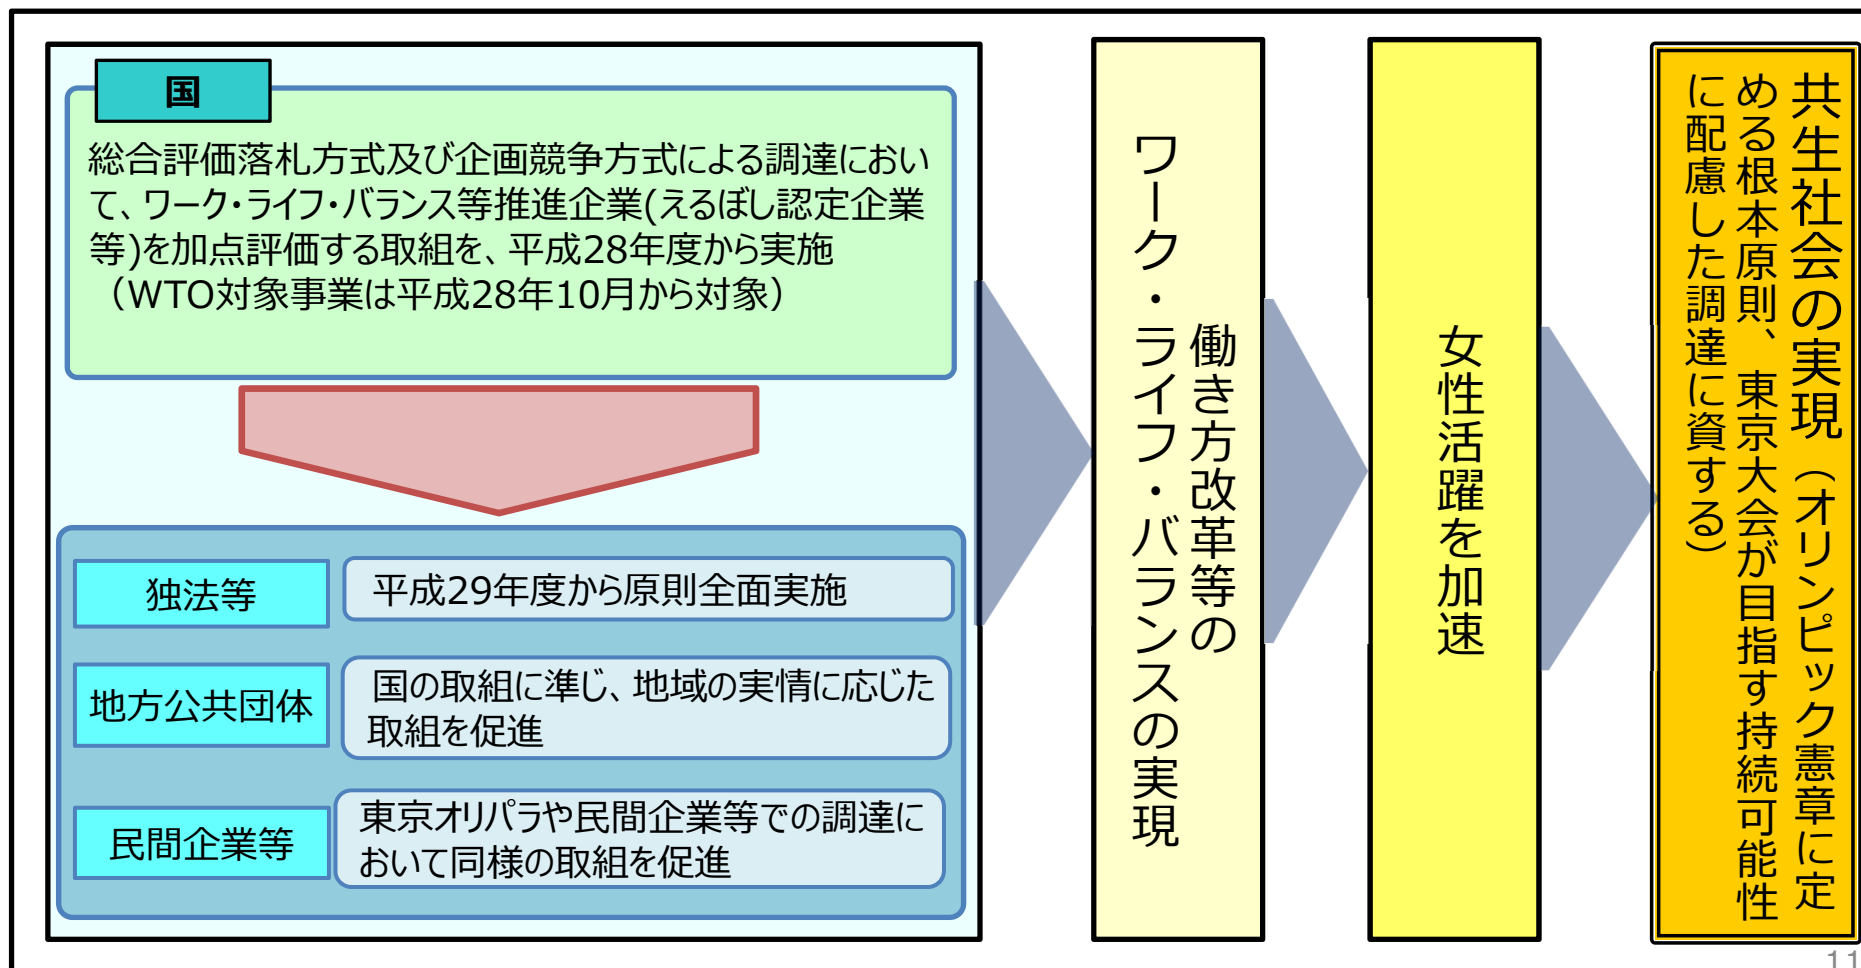 国
総合評価落札方式及び企画競争方式による調達におい
て、ワーク・ライフ・バランス等推進企業(えるぼし認定企業
等)を加点評価する取組を、平成28年度から実施
（WTO対象事業は平成28年10月から対象）
独法等
平成29年度から原則全面実施
地方公共団体
国の取組に準じ、地域の実情に応じた
取組を促進
民間企業等
東京オリパラや民間企業等での調達に
おいて同様の取組を促進
働き方改革等の
ワーク・ライフ・バランスの実現
女性活躍を加速
共生社会の実現（オリンピック憲章に定
める根本原則、東京大会が目指す持続可能性
に配慮した調達に資する）
11